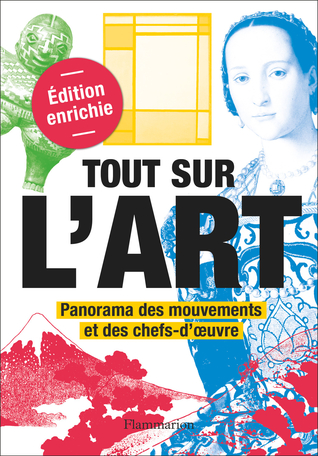 Édition
enrichie
TOUT SUR
L'ART
Panorama des mouvements
et des chefs-d'œuvre
Flammarion